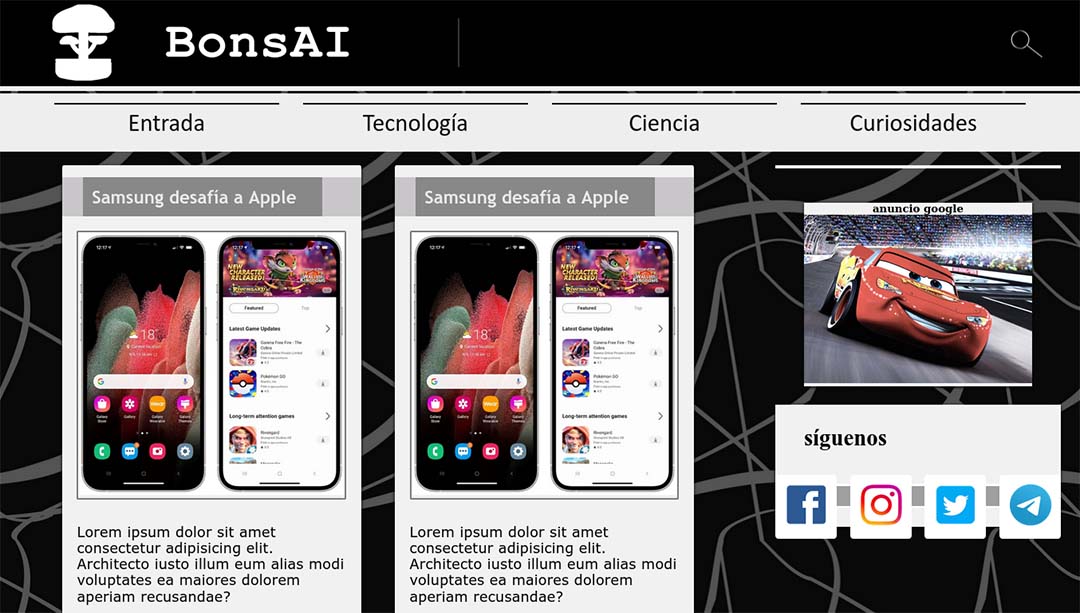 BonsAI
Entrada
Tecnología
Ciencia
Curiosidades
Samsung desafía a Apple
12:17
18°
Galaxy Store
Gallery
Galaxy Themes
12:17
NEW CHARACTER RELEASED!
Featured
Top
Latest Game Updates
Garena Free Fire - The Cobra
Pokémon GO
Long-term attention games
Rivengard
Lorem ipsum dolor sit amet
consectetur adipisicing elit.
Architecto iusto illum eum alias modi
voluptates ea maiores dolorem
aperiam recusandae?
Samsung desafía a Apple
12:17
18°
Galaxy Store
Gallery
Galaxy Themes
12:17
NEW CHARACTER RELEASED!
Featured
Top
Latest Game Updates
Garena Free Fire - The Cobra
Pokémon GO
Long-term attention games
Rivengard
Lorem ipsum dolor sit amet
consectetur adipisicing elit.
Architecto iusto illum eum alias modi
voluptates ea maiores dolorem
aperiam recusandae?
anuncio google
síguenos